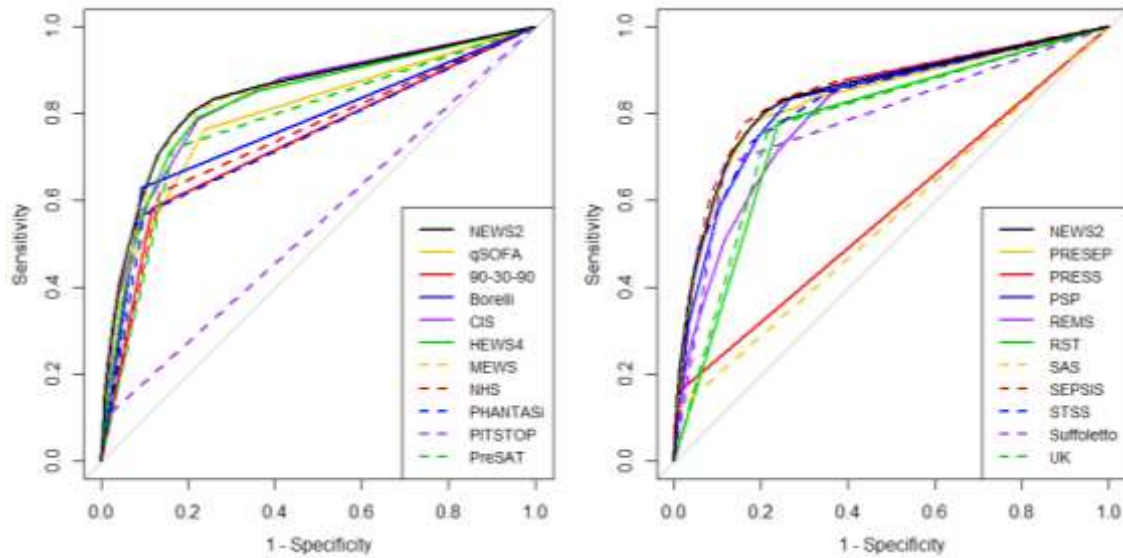 Sensitivity
1.0
0.8
0.6
0.4
0.2
0.0
NEWS2
qSOFA
90-30-90
Borelli
CIS
HEWS4
MEWS
NHS
PHANTASi
PITSTOP
PreSAT
0.0 0.2 0.4 0.6 0.8 1.0
1 - Specificity
Sensitivity
1.0
0.8
0.6
0.4
0.2
0.0
NEWS2
PRESEP
PRESS
PSP
REMS
RST
SAS
SEPSIS
STSS
Suffoletto
UK
0.0 0.2 0.4 0.6 0.8 1.0
1 - Specificity